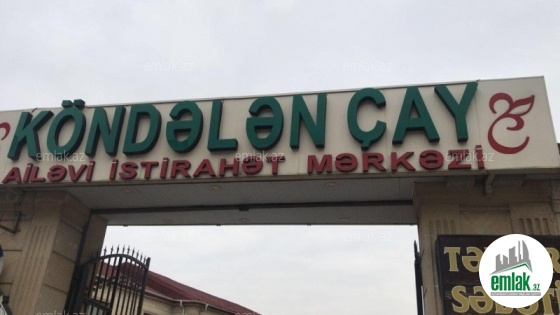 KÖNDƏLƏN ÇAY
AİLƏVİ İSTİRAHƏT MƏRKƏZİ
emlak.az